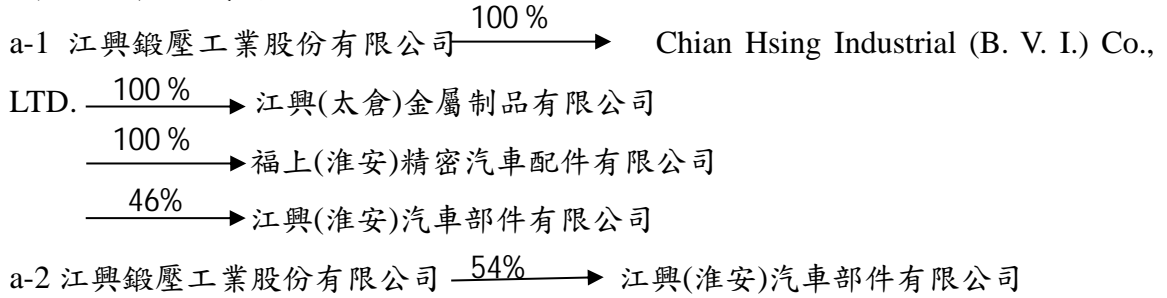 a-1 江興鍛壓工業股份有限公司 100 % Chian Hsing Industrial (B. V. I.) Co.,
LTD. 100 % 江興(太倉)金屬制品有限公司
100 % 福上(淮安)精密汽車配件有限公司
46% 江興(淮安)汽車部件有限公司
a-2 江興鍛壓工業股份有限公司 54% 江興(淮安)汽車部件有限公司